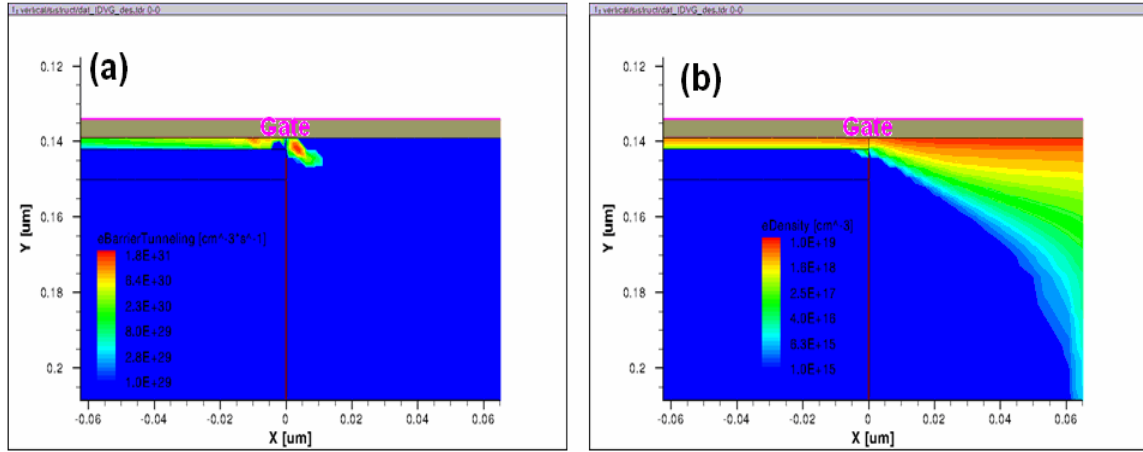 T₁ vertical/sustruct/dat_IDVG_des.tdr 0-0
(a)
Gate
0.12
0.14
0.16
0.18
0.2
Y [um]
eBarrierTunneling [cm^-3*s^-1]
1.8E+31
6.4E+30
2.3E+30
8.0E+29
2.8E+29
1.0E+29
-0.06 -0.04 -0.02 0 0.02 0.04 0.06
X [um]
vertical/sustruct/dat_IDVG_des.tdr 0-0
(b)
Gate
0.12
0.14
0.16
0.18
0.2
Y [um]
eDensity [cm^-3]
1.0E+19
1.6E+18
2.5E+17
4.0E+16
6.3E+15
1.0E+15
-0.06 -0.04 -0.02 0 0.02 0.04 0.06
X [um]